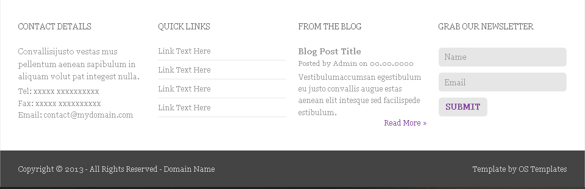 CONTACT DETAILS
Convallisijusto vestas mus
pellentum aenean sapibulum in
aliquam volut pat integest nulla.
Tel: xxxxx xxxxxxxxxx
Fax: xxxxx xxxxxxxxxx
Email: contact@mydomain.com
QUICK LINKS
Link Text Here
Link Text Here
Link Text Here
Link Text Here
FROM THE BLOG
Blog Post Title
Posted by Admin on 00.00.0000
Vestibulumaccumsan egestibulum
eu justo convallis augue estas
aenean elit intesque sed facilispede
estibulum.
Read More »
GRAB OUR NEWSLETTER
Name
Email
SUBMIT
Copyright © 2013 - All Rights Reserved - Domain Name
Template by OS Templates